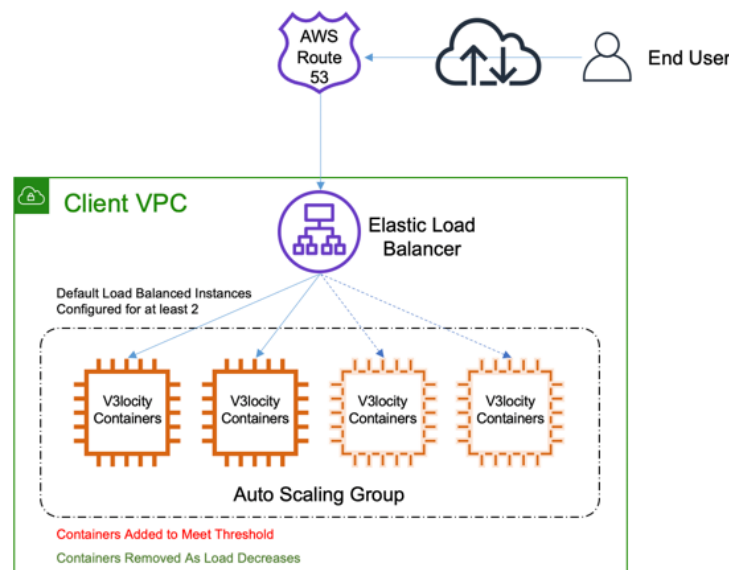 AWS
Route
53
End User
Client VPC
Elastic Load
Balancer
Default Load Balanced Instances
Configured for at least 2
V3locity
Containers
V3locity
Containers
V3locity
Containers
V3locity
Containers
Auto Scaling Group
Containers Added to Meet Threshold
Containers Removed As Load Decreases